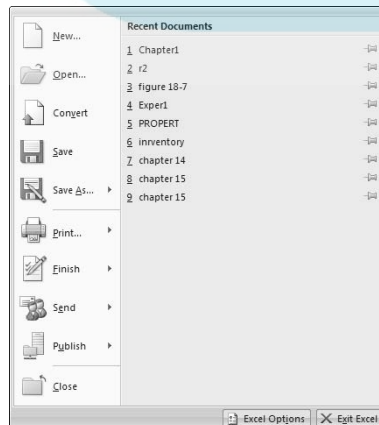 New...
Open...
Convert
Save
Save As...
Print...
Finish
Send
Publish
Close
Recent Documents
1 Chapter1
2 r2
3 figure 18-7
4 Exper1
5 PROPERT
6 inrventory
7 chapter 14
8 chapter 15
9 chapter 15
Excel Options
Exit Excel